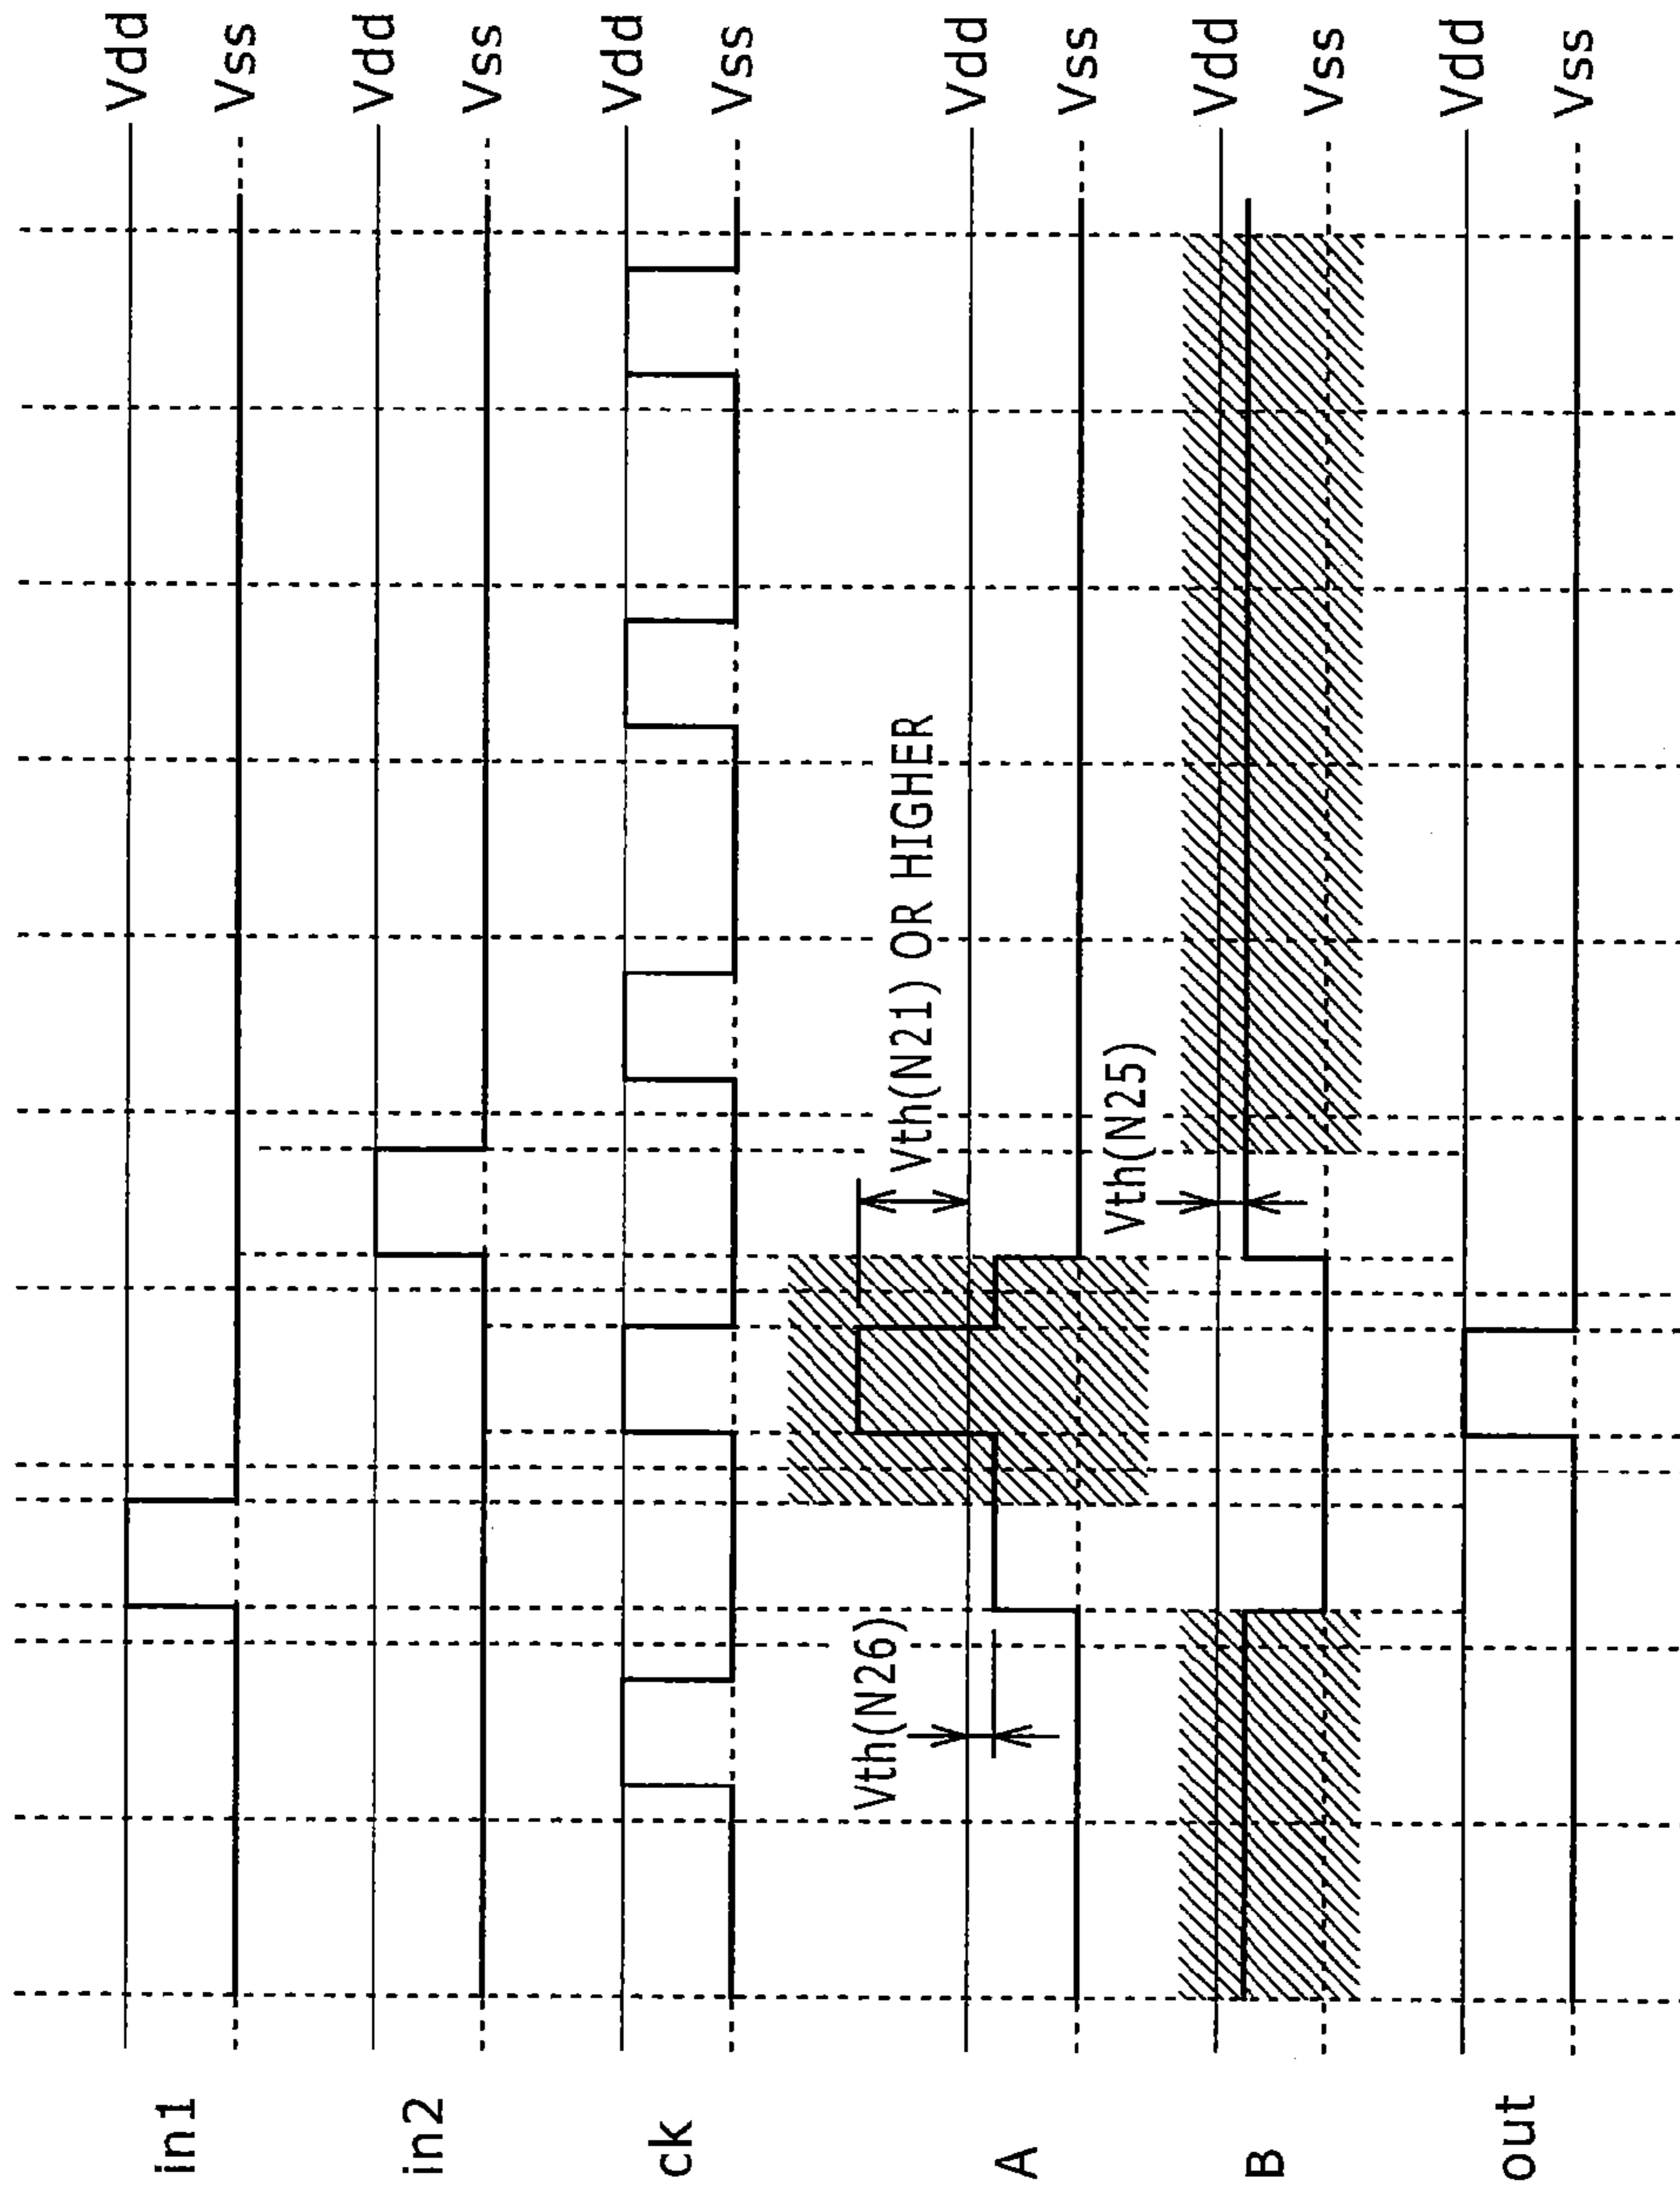 in1
Vdd
Vss
in2
Vdd
Vss
ck
Vdd
Vss
Vth(N26)
Vth(N21) OR HIGHER
A
Vdd
Vss
Vth(N25)
B
Vdd
Vss
out
Vdd
Vss